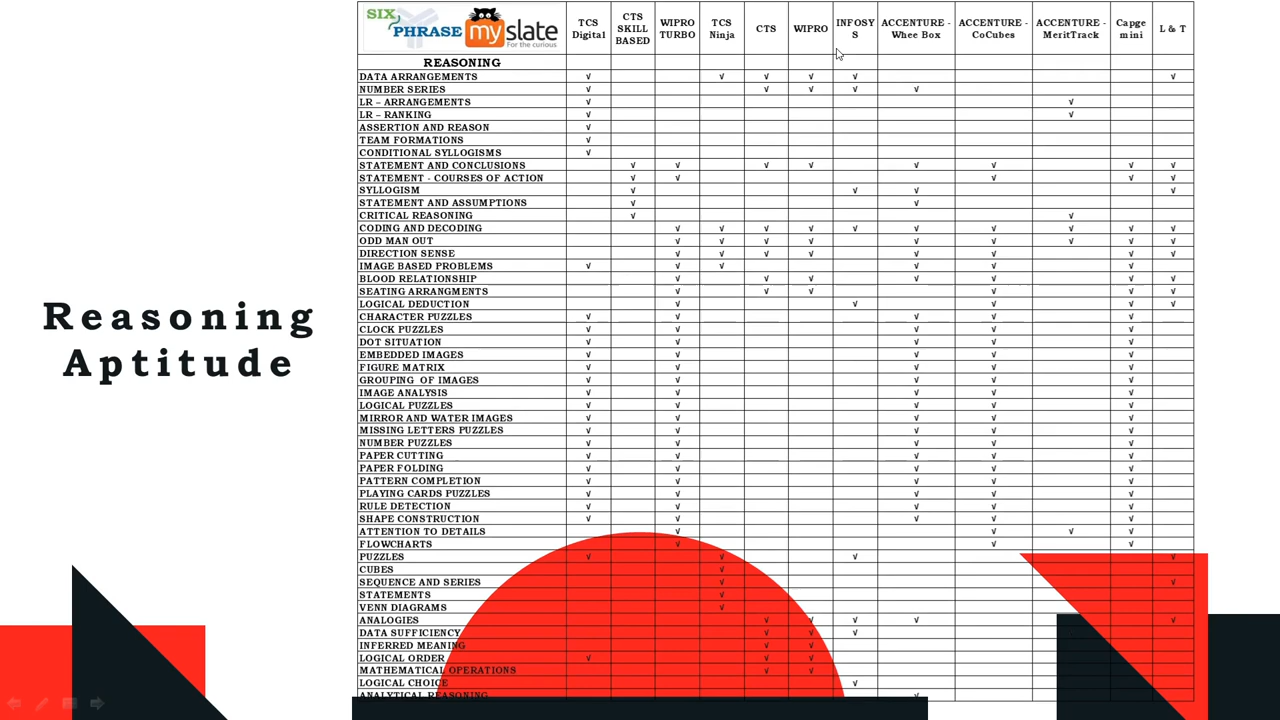 SIX
PHRASE
my slate
For the curious
TCS Digital
CTS SKILL BASED
WIPRO TURBO
TCS Ninja
CTS
WIPRO
INFOSYS
ACCENTURE - Whee Box
ACCENTURE - CoCubes
ACCENTURE - MeritTrack
Capge mini
L & T
REASONING
DATA ARRANGEMENTS √ √ √ √ √ √
NUMBER SERIES √ √ √ √ √
LR – ARRANGEMENTS √ √
LR – RANKING √ √
ASSERTION AND REASON √
TEAM FORMATIONS √
CONDITIONAL SYLLOGISMS √
STATEMENT AND CONCLUSIONS √ √ √ √ √ √ √ √
STATEMENT - COURSES OF ACTION √ √ √ √ √
SYLLOGISM √ √ √ √
STATEMENT AND ASSUMPTIONS √ √
CRITICAL REASONING √ √
CODING AND DECODING √ √ √ √ √ √ √ √ √ √
ODD MAN OUT √ √ √ √ √ √ √ √ √
DIRECTION SENSE √ √ √ √ √ √ √ √
IMAGE BASED PROBLEMS √ √ √ √ √ √
BLOOD RELATIONSHIP √ √ √ √ √ √ √
SEATING ARRANGMENTS √ √ √ √ √ √
LOGICAL DEDUCTION √ √ √ √ √
CHARACTER PUZZLES √ √ √ √ √
CLOCK PUZZLES √ √ √ √ √
DOT SITUATION √ √ √ √ √
EMBEDDED IMAGES √ √ √ √ √
FIGURE MATRIX √ √ √ √ √
GROUPING OF IMAGES √ √ √ √ √
IMAGE ANALYSIS √ √ √ √ √
LOGICAL PUZZLES √ √ √ √ √
MIRROR AND WATER IMAGES √ √ √ √ √
MISSING LETTERS PUZZLES √ √ √ √ √
NUMBER PUZZLES √ √ √ √ √
PAPER CUTTING √ √ √ √ √
PAPER FOLDING √ √ √ √ √
PATTERN COMPLETION √ √ √ √ √
PLAYING CARDS PUZZLES √ √ √ √ √
RULE DETECTION √ √ √ √ √
SHAPE CONSTRUCTION √ √ √ √ √
ATTENTION TO DETAILS √ √ √ √
FLOWCHARTS √ √ √
PUZZLES √ √ √ √
CUBES √
SEQUENCE AND SERIES √ √
STATEMENTS √
VENN DIAGRAMS √
ANALOGIES √ √ √ √ √
DATA SUFFICIENCY √ √ √
INFERRED MEANING √ √
LOGICAL ORDER √ √ √
MATHEMATICAL OPERATIONS √ √
LOGICAL CHOICE √
ANALYTICAL REASONING √
Reasoning
Aptitude